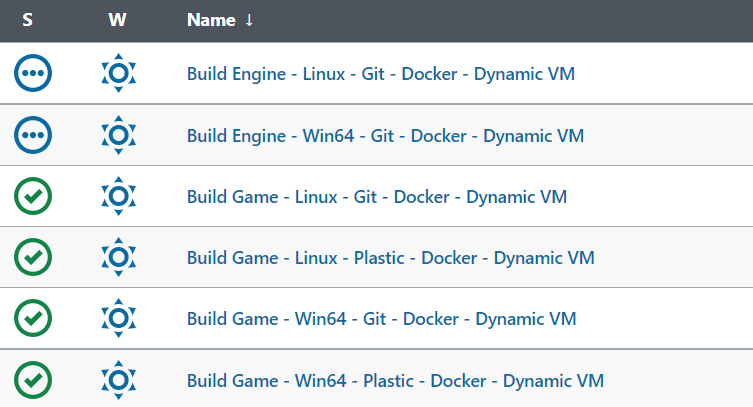 S W Name ↓
Build Engine - Linux - Git - Docker - Dynamic VM
Build Engine - Win64 - Git - Docker - Dynamic VM
Build Game - Linux - Git - Docker - Dynamic VM
Build Game - Linux - Plastic - Docker - Dynamic VM
Build Game - Win64 - Git - Docker - Dynamic VM
Build Game - Win64 - Plastic - Docker - Dynamic VM